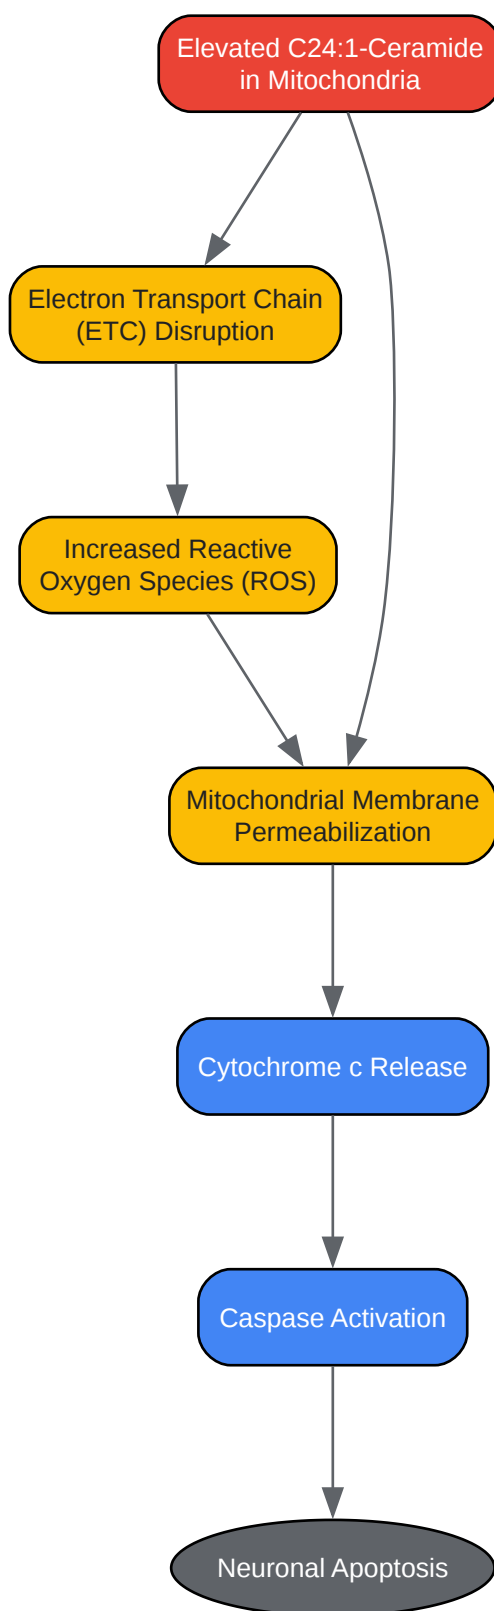 Elevated C24:1-Ceramide
in Mitochondria
Electron Transport Chain
(ETC) Disruption
Increased Reactive
Oxygen Species (ROS)
Mitochondrial Membrane
Permeabilization
Cytochrome c Release
Caspase Activation
Neuronal Apoptosis